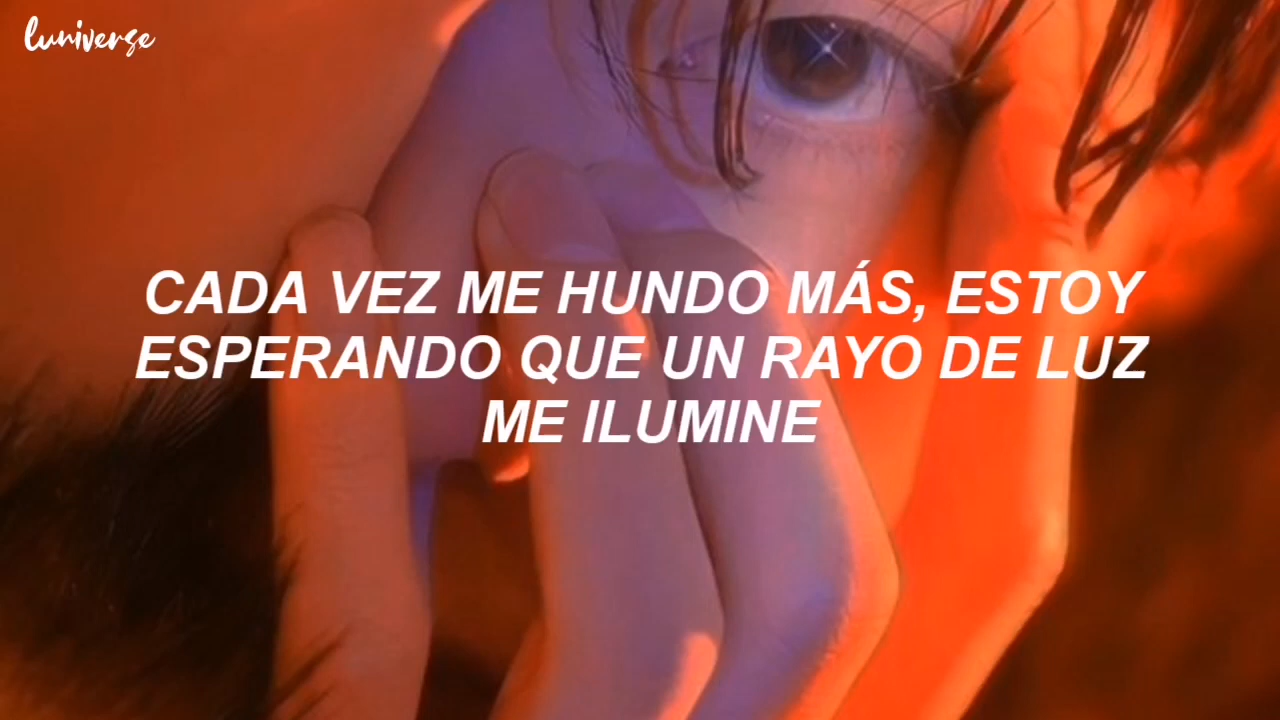 luniverse
CADA VEZ ME HUNDO MÁS, ESTOY
ESPERANDO QUE UN RAYO DE LUZ
ME ILUMINE